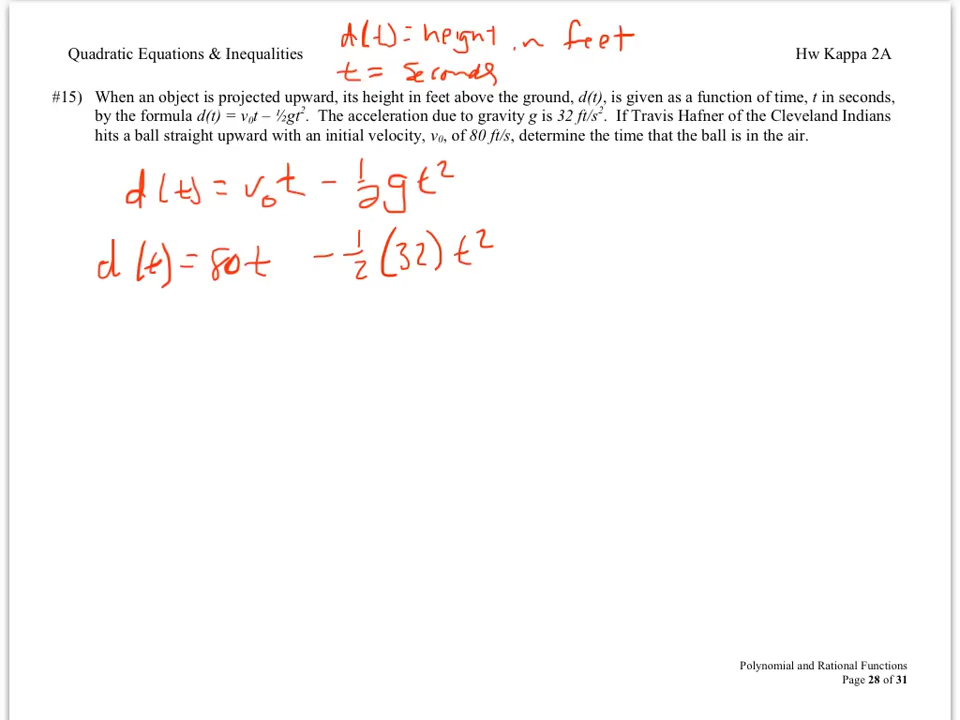 d(t) = height in feet
Quadratic Equations & Inequalities
Hw Kappa 2A
t = seconds
#15) When an object is projected upward, its height in feet above the ground, d(t), is given as a function of time, t in seconds,
by the formula d(t) = v₀t – ½gt². The acceleration due to gravity g is 32 ft/s². If Travis Hafner of the Cleveland Indians
hits a ball straight upward with an initial velocity, v₀, of 80 ft/s, determine the time that the ball is in the air.
d(t) = v₀t - 1/2 gt²
d(t) = 80t - 1/2 (32) t²
Polynomial and Rational Functions
Page 28 of 31